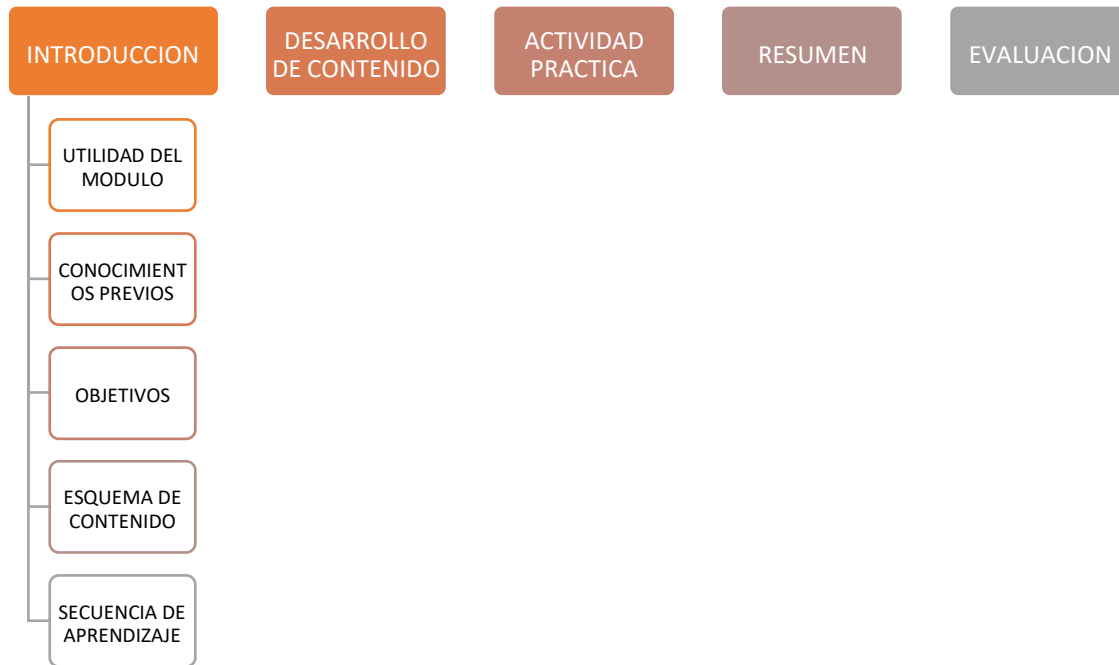 INTRODUCCION
DESARROLLO
DE CONTENIDO
ACTIVIDAD
PRACTICA
RESUMEN
EVALUACION
UTILIDAD DEL
MODULO
CONOCIMIENT
OS PREVIOS
OBJETIVOS
ESQUEMA DE
CONTENIDO
SECUENCIA DE
APRENDIZAJE